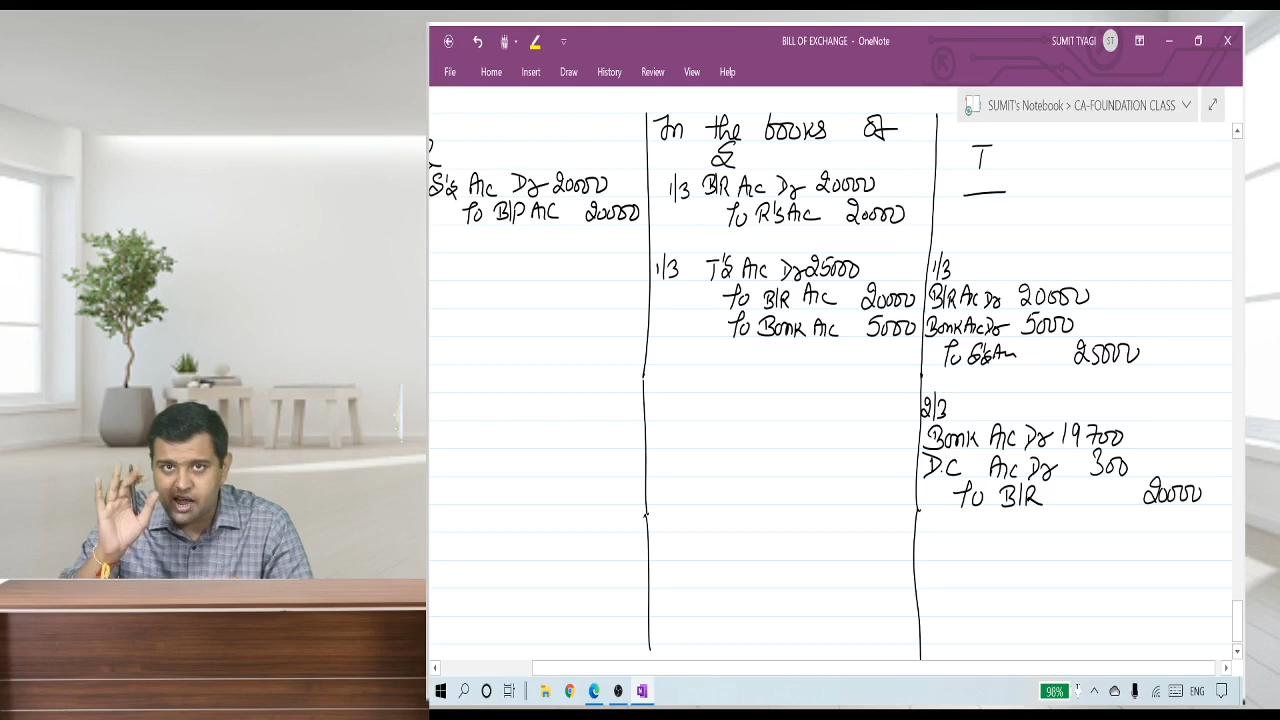 BILL OF EXCHANGE - OneNote
SUMIT TYAGI ST
File Home Insert Draw History Review View Help
SUMIT's Notebook > CA-FOUNDATION CLASS
S's A/C Dr 20000
To B/P A/C 20000
In the books of
S
1/3 B/R A/C Dr 20000
To R's A/C 20000
1/3 T's A/C Dr 25000
To B/R A/C 20000
To Bank A/C 5000
T
1/3
B/R A/C Dr 20000
Bank A/C Dr 5000
To S's A/c 25000
2/3
Bank A/C Dr 19700
D.C A/C Dr 300
To B/R 20000
98% ENG